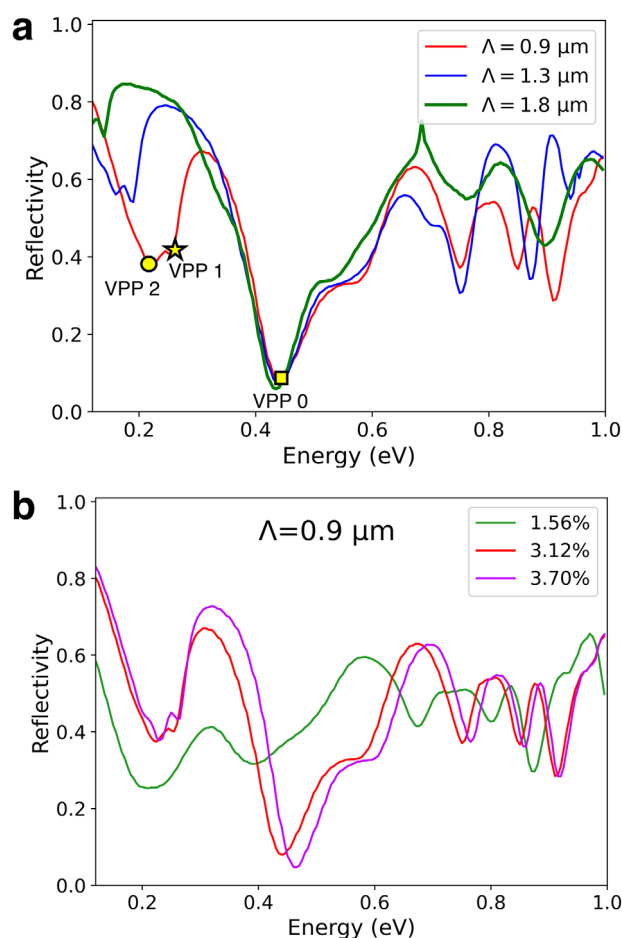 a
1.0
0.8
0.6
0.4
0.2
0.0
Reflectivity
Λ = 0.9 μm
Λ = 1.3 μm
Λ = 1.8 μm
VPP 2
VPP 1
VPP 0
0.2 0.4 0.6 0.8 1.0
Energy (eV)
b
1.0
0.8
0.6
0.4
0.2
0.0
Reflectivity
Λ=0.9 μm
1.56%
3.12%
3.70%
0.2 0.4 0.6 0.8 1.0
Energy (eV)